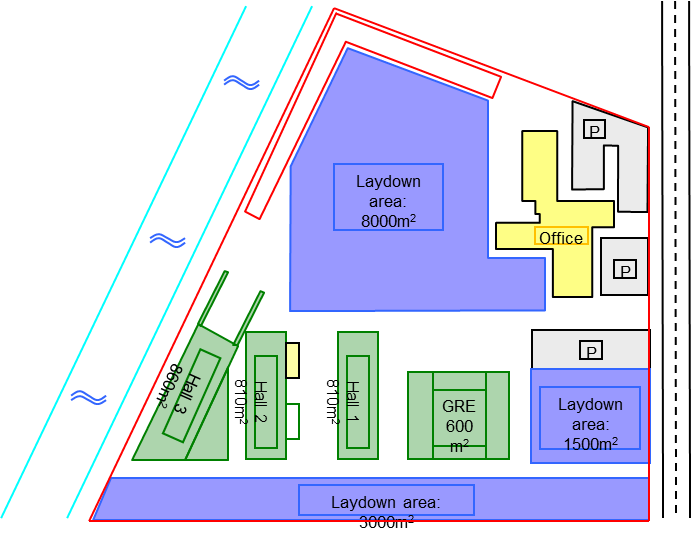 P
Laydown
area:
8000m²
Office
P
P
Hall 3
860m²
Hall 2
810m²
Hall 1
810m²
GRE
600
m²
Laydown
area:
1500m²
Laydown area:
3000m²